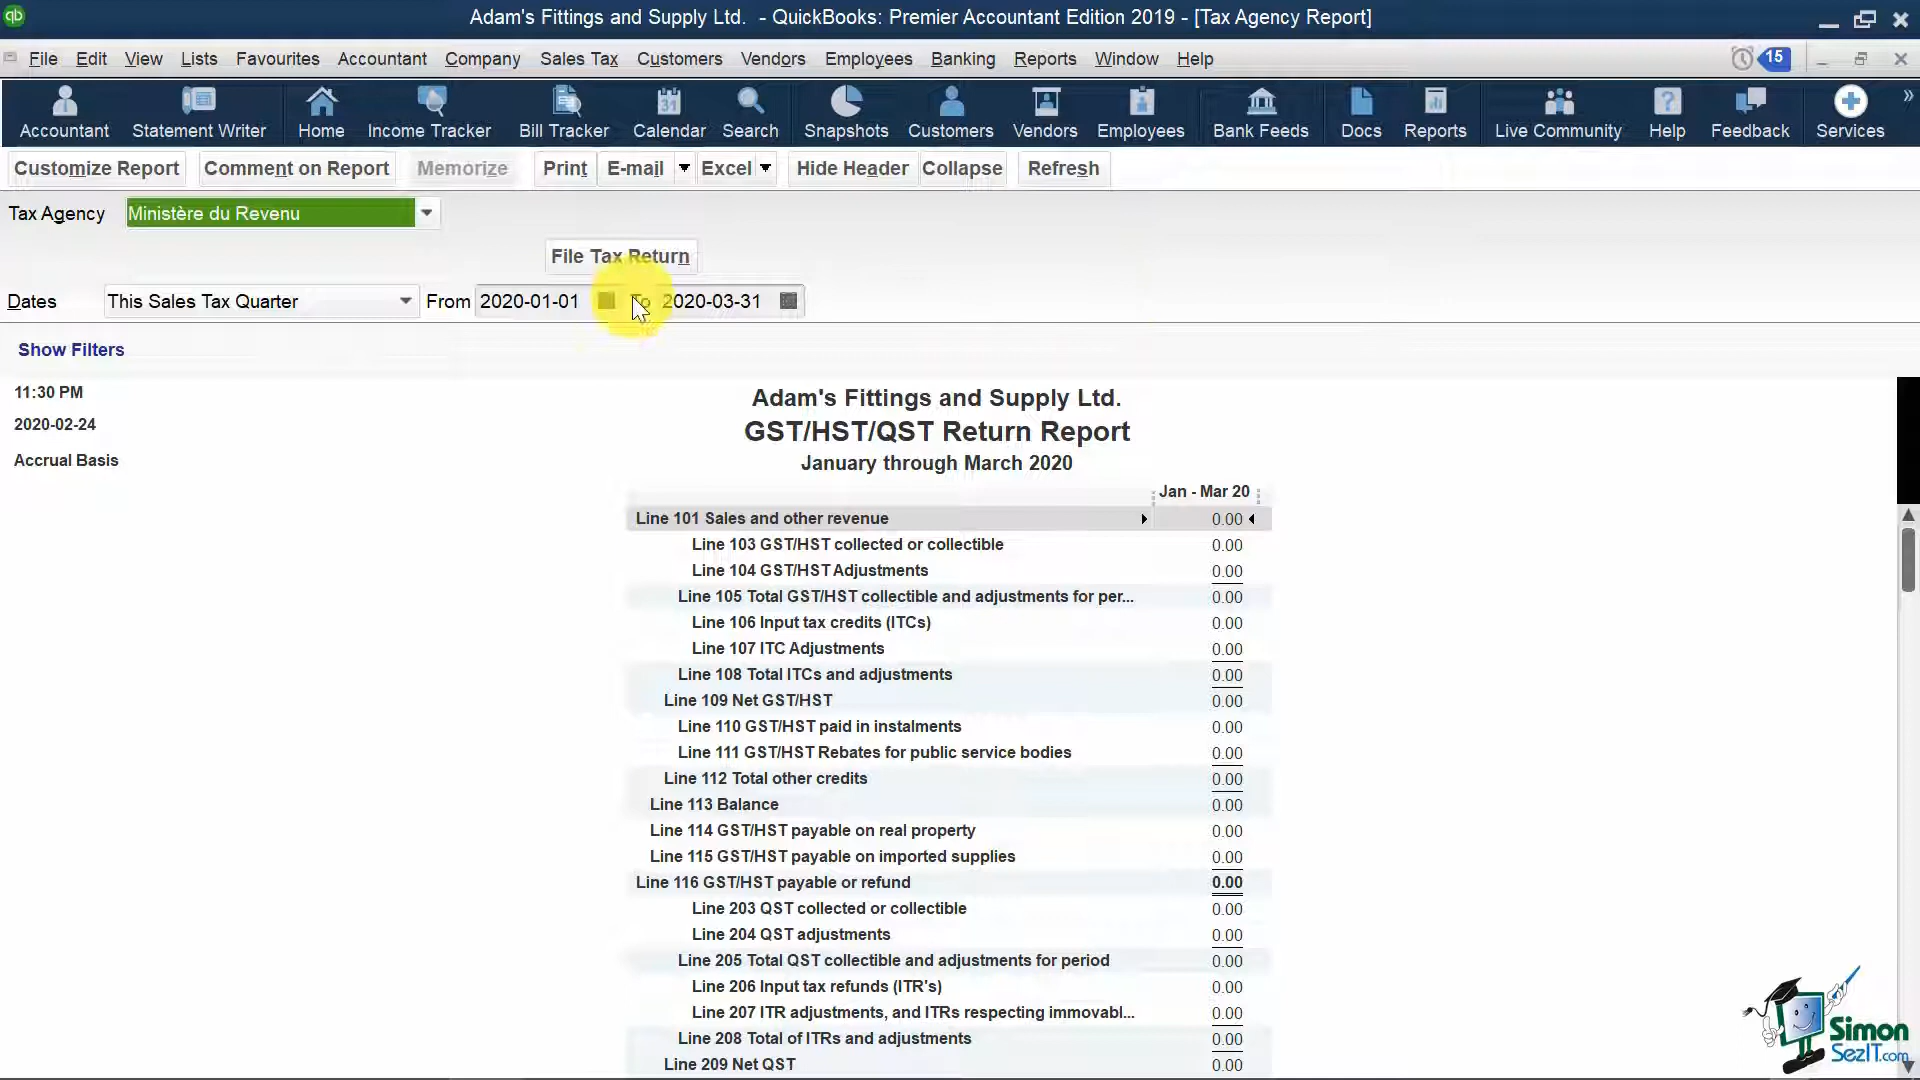 qb Adam's Fittings and Supply Ltd. - QuickBooks: Premier Accountant Edition 2019 - [Tax Agency Report]
File Edit View Lists Favourites Accountant Company Sales Tax Customers Vendors Employees Banking Reports Window Help 15
Accountant Statement Writer Home Income Tracker Bill Tracker Calendar Search Snapshots Customers Vendors Employees Bank Feeds Docs Reports Live Community Help Feedback Services
Customize Report Comment on Report Memorize Print E-mail Excel Hide Header Collapse Refresh
Tax Agency Ministère du Revenu
File Tax Return
Dates This Sales Tax Quarter From 2020-01-01 To 2020-03-31
Show Filters
11:30 PM
2020-02-24
Accrual Basis
Adam's Fittings and Supply Ltd.
GST/HST/QST Return Report
January through March 2020
Jan - Mar 20
Line 101 Sales and other revenue 0.00
Line 103 GST/HST collected or collectible 0.00
Line 104 GST/HST Adjustments 0.00
Line 105 Total GST/HST collectible and adjustments for per... 0.00
Line 106 Input tax credits (ITCs) 0.00
Line 107 ITC Adjustments 0.00
Line 108 Total ITCs and adjustments 0.00
Line 109 Net GST/HST 0.00
Line 110 GST/HST paid in instalments 0.00
Line 111 GST/HST Rebates for public service bodies 0.00
Line 112 Total other credits 0.00
Line 113 Balance 0.00
Line 114 GST/HST payable on real property 0.00
Line 115 GST/HST payable on imported supplies 0.00
Line 116 GST/HST payable or refund 0.00
Line 203 QST collected or collectible 0.00
Line 204 QST adjustments 0.00
Line 205 Total QST collectible and adjustments for period 0.00
Line 206 Input tax refunds (ITR's) 0.00
Line 207 ITR adjustments, and ITRs respecting immovabl... 0.00
Line 208 Total of ITRs and adjustments 0.00
Line 209 Net QST 0.00
Simon
SezIT.com